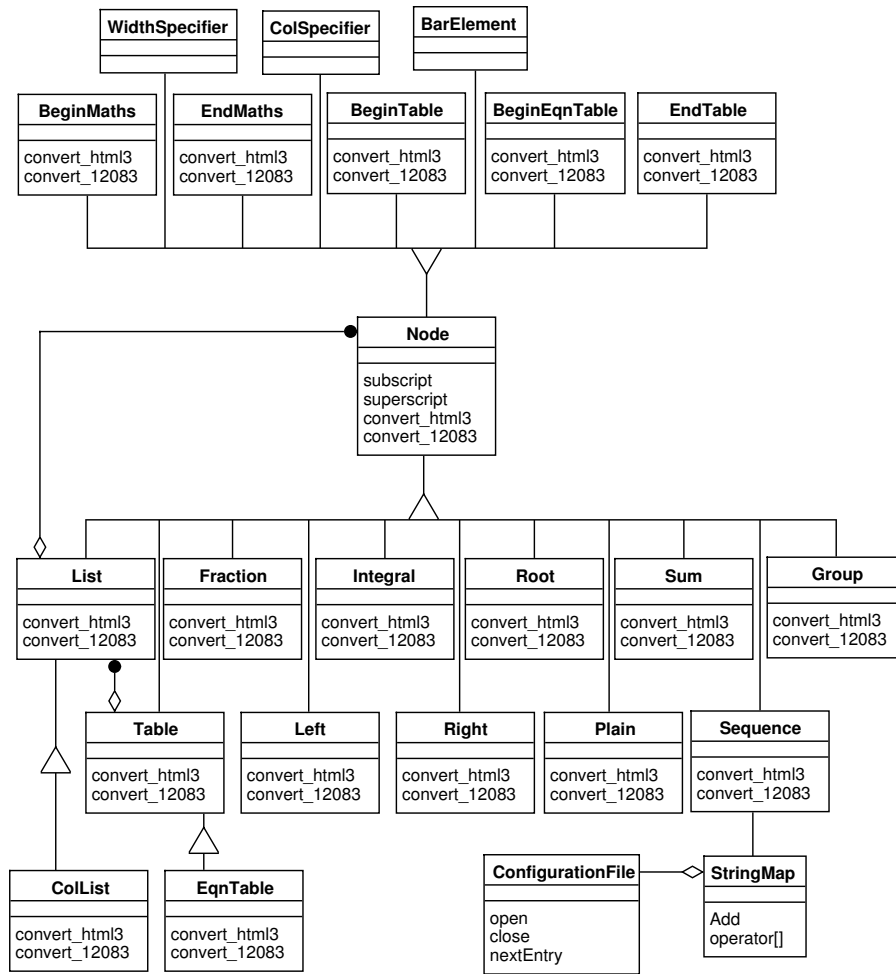 WidthSpecifier
ColSpecifier
BarElement
BeginMaths
convert_html3
convert_12083
EndMaths
convert_html3
convert_12083
BeginTable
convert_html3
convert_12083
BeginEqnTable
convert_html3
convert_12083
EndTable
convert_html3
convert_12083
Node
subscript
superscript
convert_html3
convert_12083
List
convert_html3
convert_12083
Fraction
convert_html3
convert_12083
Integral
convert_html3
convert_12083
Root
convert_html3
convert_12083
Sum
convert_html3
convert_12083
Group
convert_html3
convert_12083
Table
convert_html3
convert_12083
Left
convert_html3
convert_12083
Right
convert_html3
convert_12083
Plain
convert_html3
convert_12083
Sequence
convert_html3
convert_12083
ColList
convert_html3
convert_12083
EqnTable
convert_html3
convert_12083
ConfigurationFile
open
close
nextEntry
StringMap
Add
operator[]